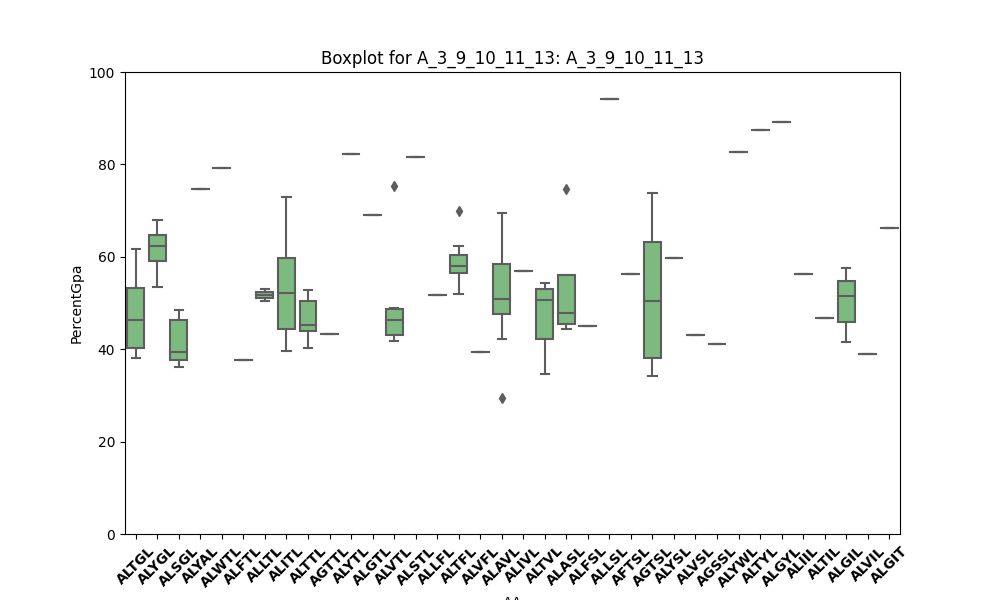 Boxplot for A_3_9_10_11_13: A_3_9_10_11_13
PercentGpa
100
80
60
40
20
0
ALTGL
ALYGL
ALSGL
ALYAL
ALWTL
ALFTL
ALLTL
ALITL
ALTTL
AGTTL
ALYTL
ALGTL
ALVTL
ALSTL
ALLFL
ALTFL
ALVFL
ALAVL
ALIVL
ALTVL
ALASL
ALFSL
ALLSL
AFTSL
AGTSL
ALYSL
ALVSL
AGSSL
ALYWL
ALTYL
ALGYL
ALIIL
ALTIL
ALGIL
ALVIL
ALGIT